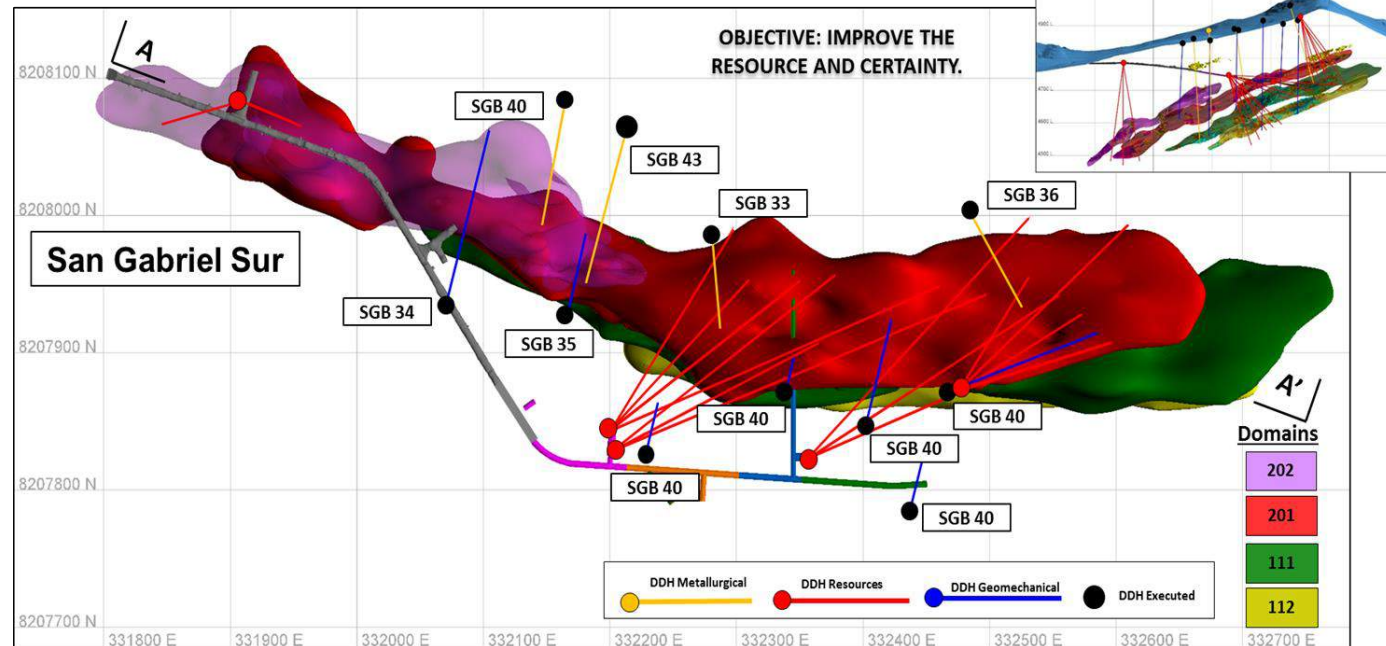 OBJECTIVE: IMPROVE THE
RESOURCE AND CERTAINTY.
A
8208100 N
SGB 40
SGB 43
SGB 33
SGB 36
8208000 N
San Gabriel Sur
SGB 34
SGB 35
8207900 N
A'
SGB 40
SGB 40
SGB 40
SGB 40
SGB 40
8207800 N
Domains
202
201
111
112
DDH Metallurgical
DDH Resources
DDH Geomechanical
DDH Executed
8207700 N
331800 E
331900 E
332000 E
332100 E
332200 E
332300 E
332400 E
332500 E
332600 E
332700 E